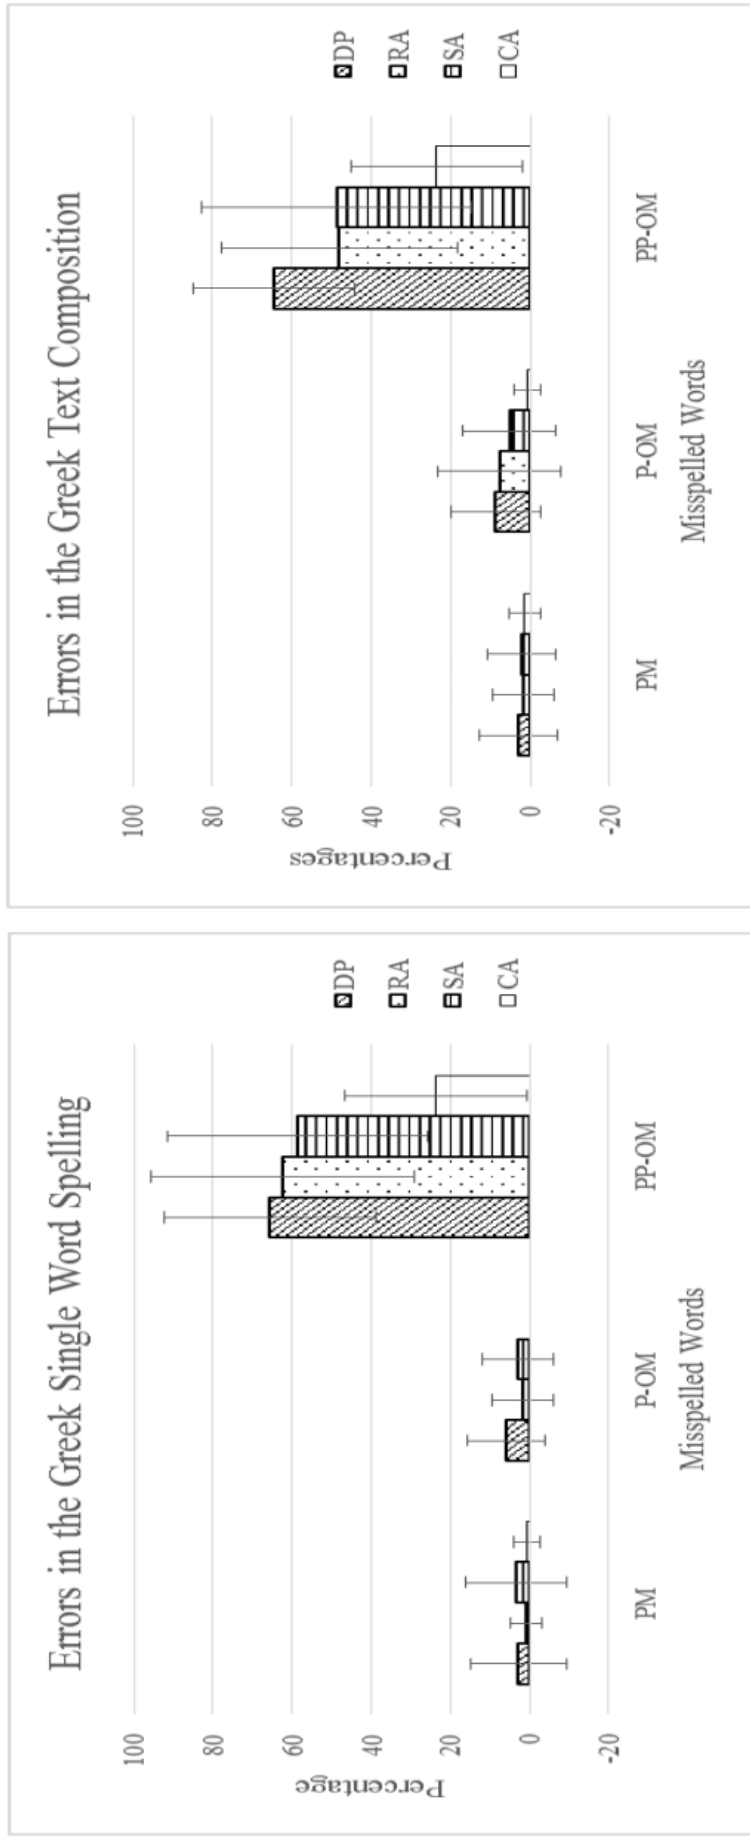 Errors in the Greek Single Word Spelling
100
80
60
40
20
0
-20
Percentage
PM
P-OM
PP-OM
Misspelled Words
DP
RA
SA
CA
Errors in the Greek Text Composition
100
80
60
40
20
0
-20
Percentages
PM
P-OM
PP-OM
Misspelled Words
DP
RA
SA
CA